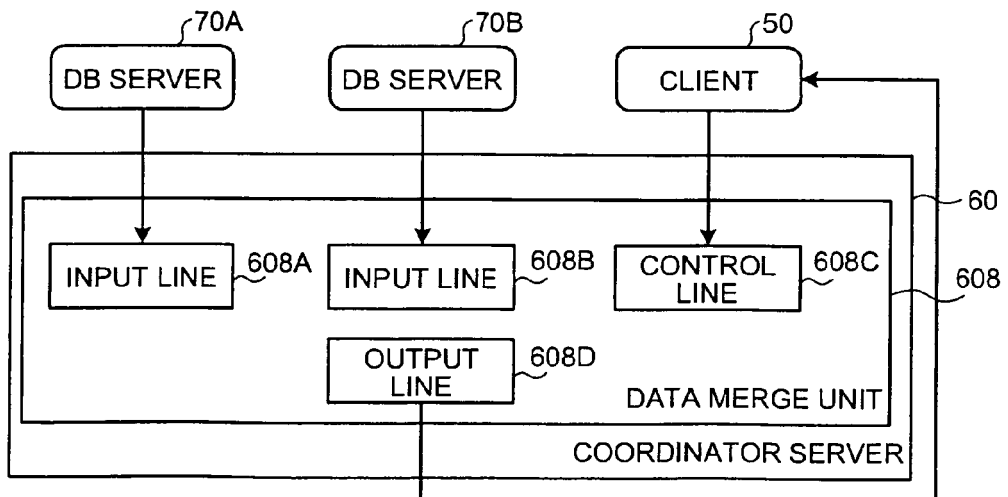 70A
70B
50
DB SERVER
DB SERVER
CLIENT
60
INPUT LINE
608A
INPUT LINE
608B
CONTROL
LINE
608C
608
OUTPUT
LINE
608D
DATA MERGE UNIT
COORDINATOR SERVER